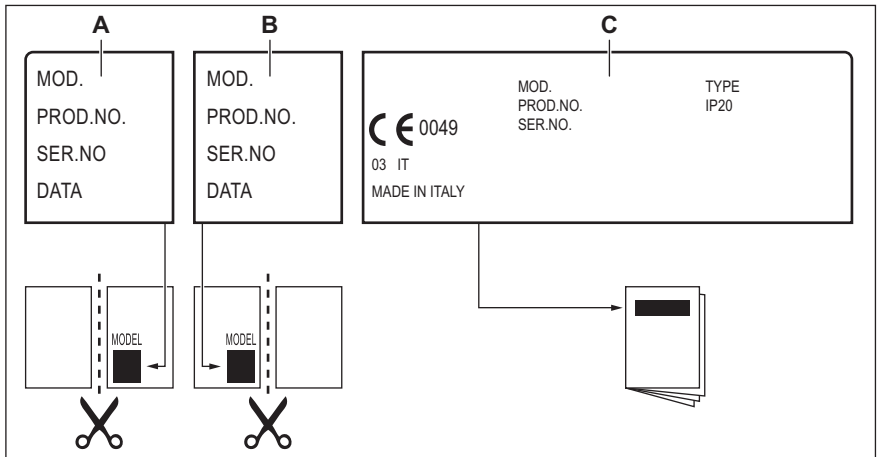 A
B
C
MOD.
PROD.NO.
SER.NO
DATA
MOD.
PROD.NO.
SER.NO
DATA
CE 0049
03 IT
MADE IN ITALY
MOD.
PROD.NO.
SER.NO.
TYPE
IP20
MODEL
MODEL